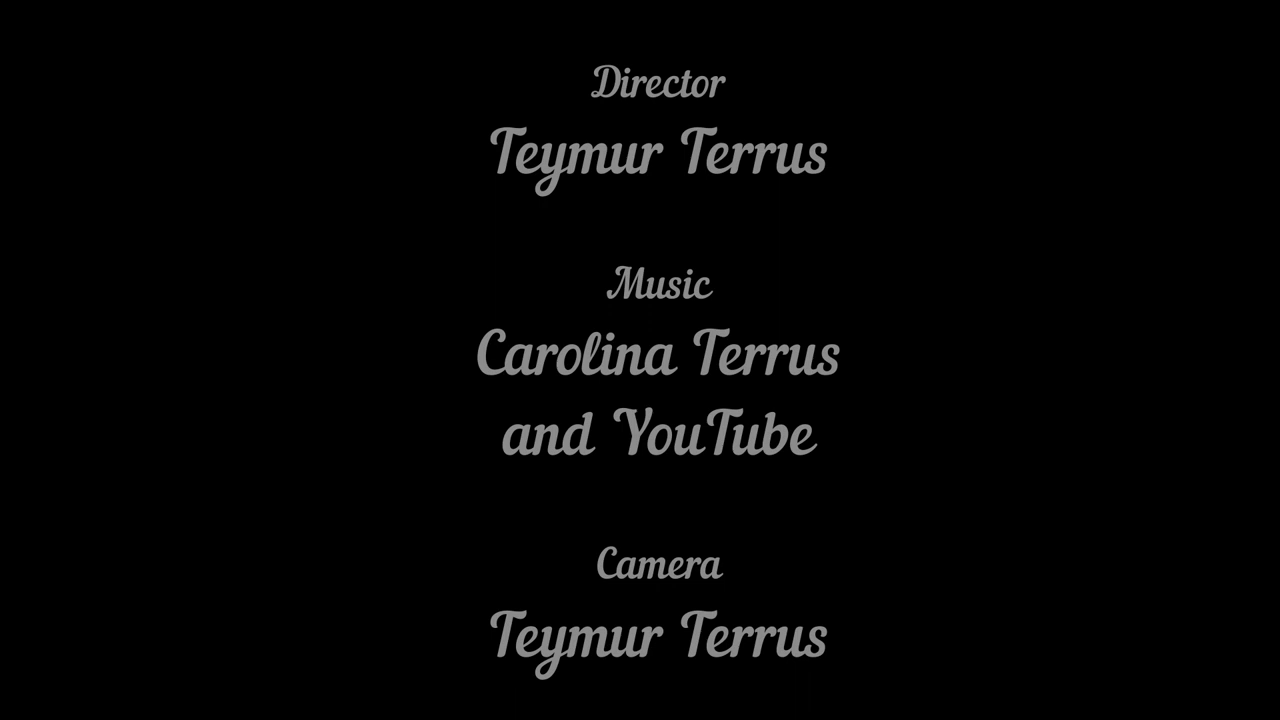 Director
Teymur Terrus
Music
Carolina Terrus
and YouTube
Camera
Teymur Terrus